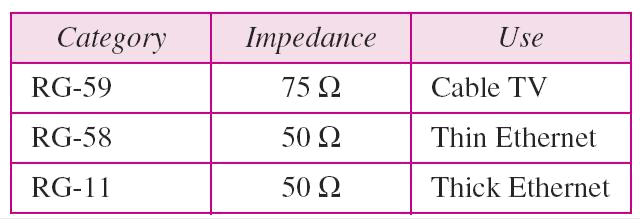 Category Impedance Use
RG-59 75 Ω Cable TV
RG-58 50 Ω Thin Ethernet
RG-11 50 Ω Thick Ethernet